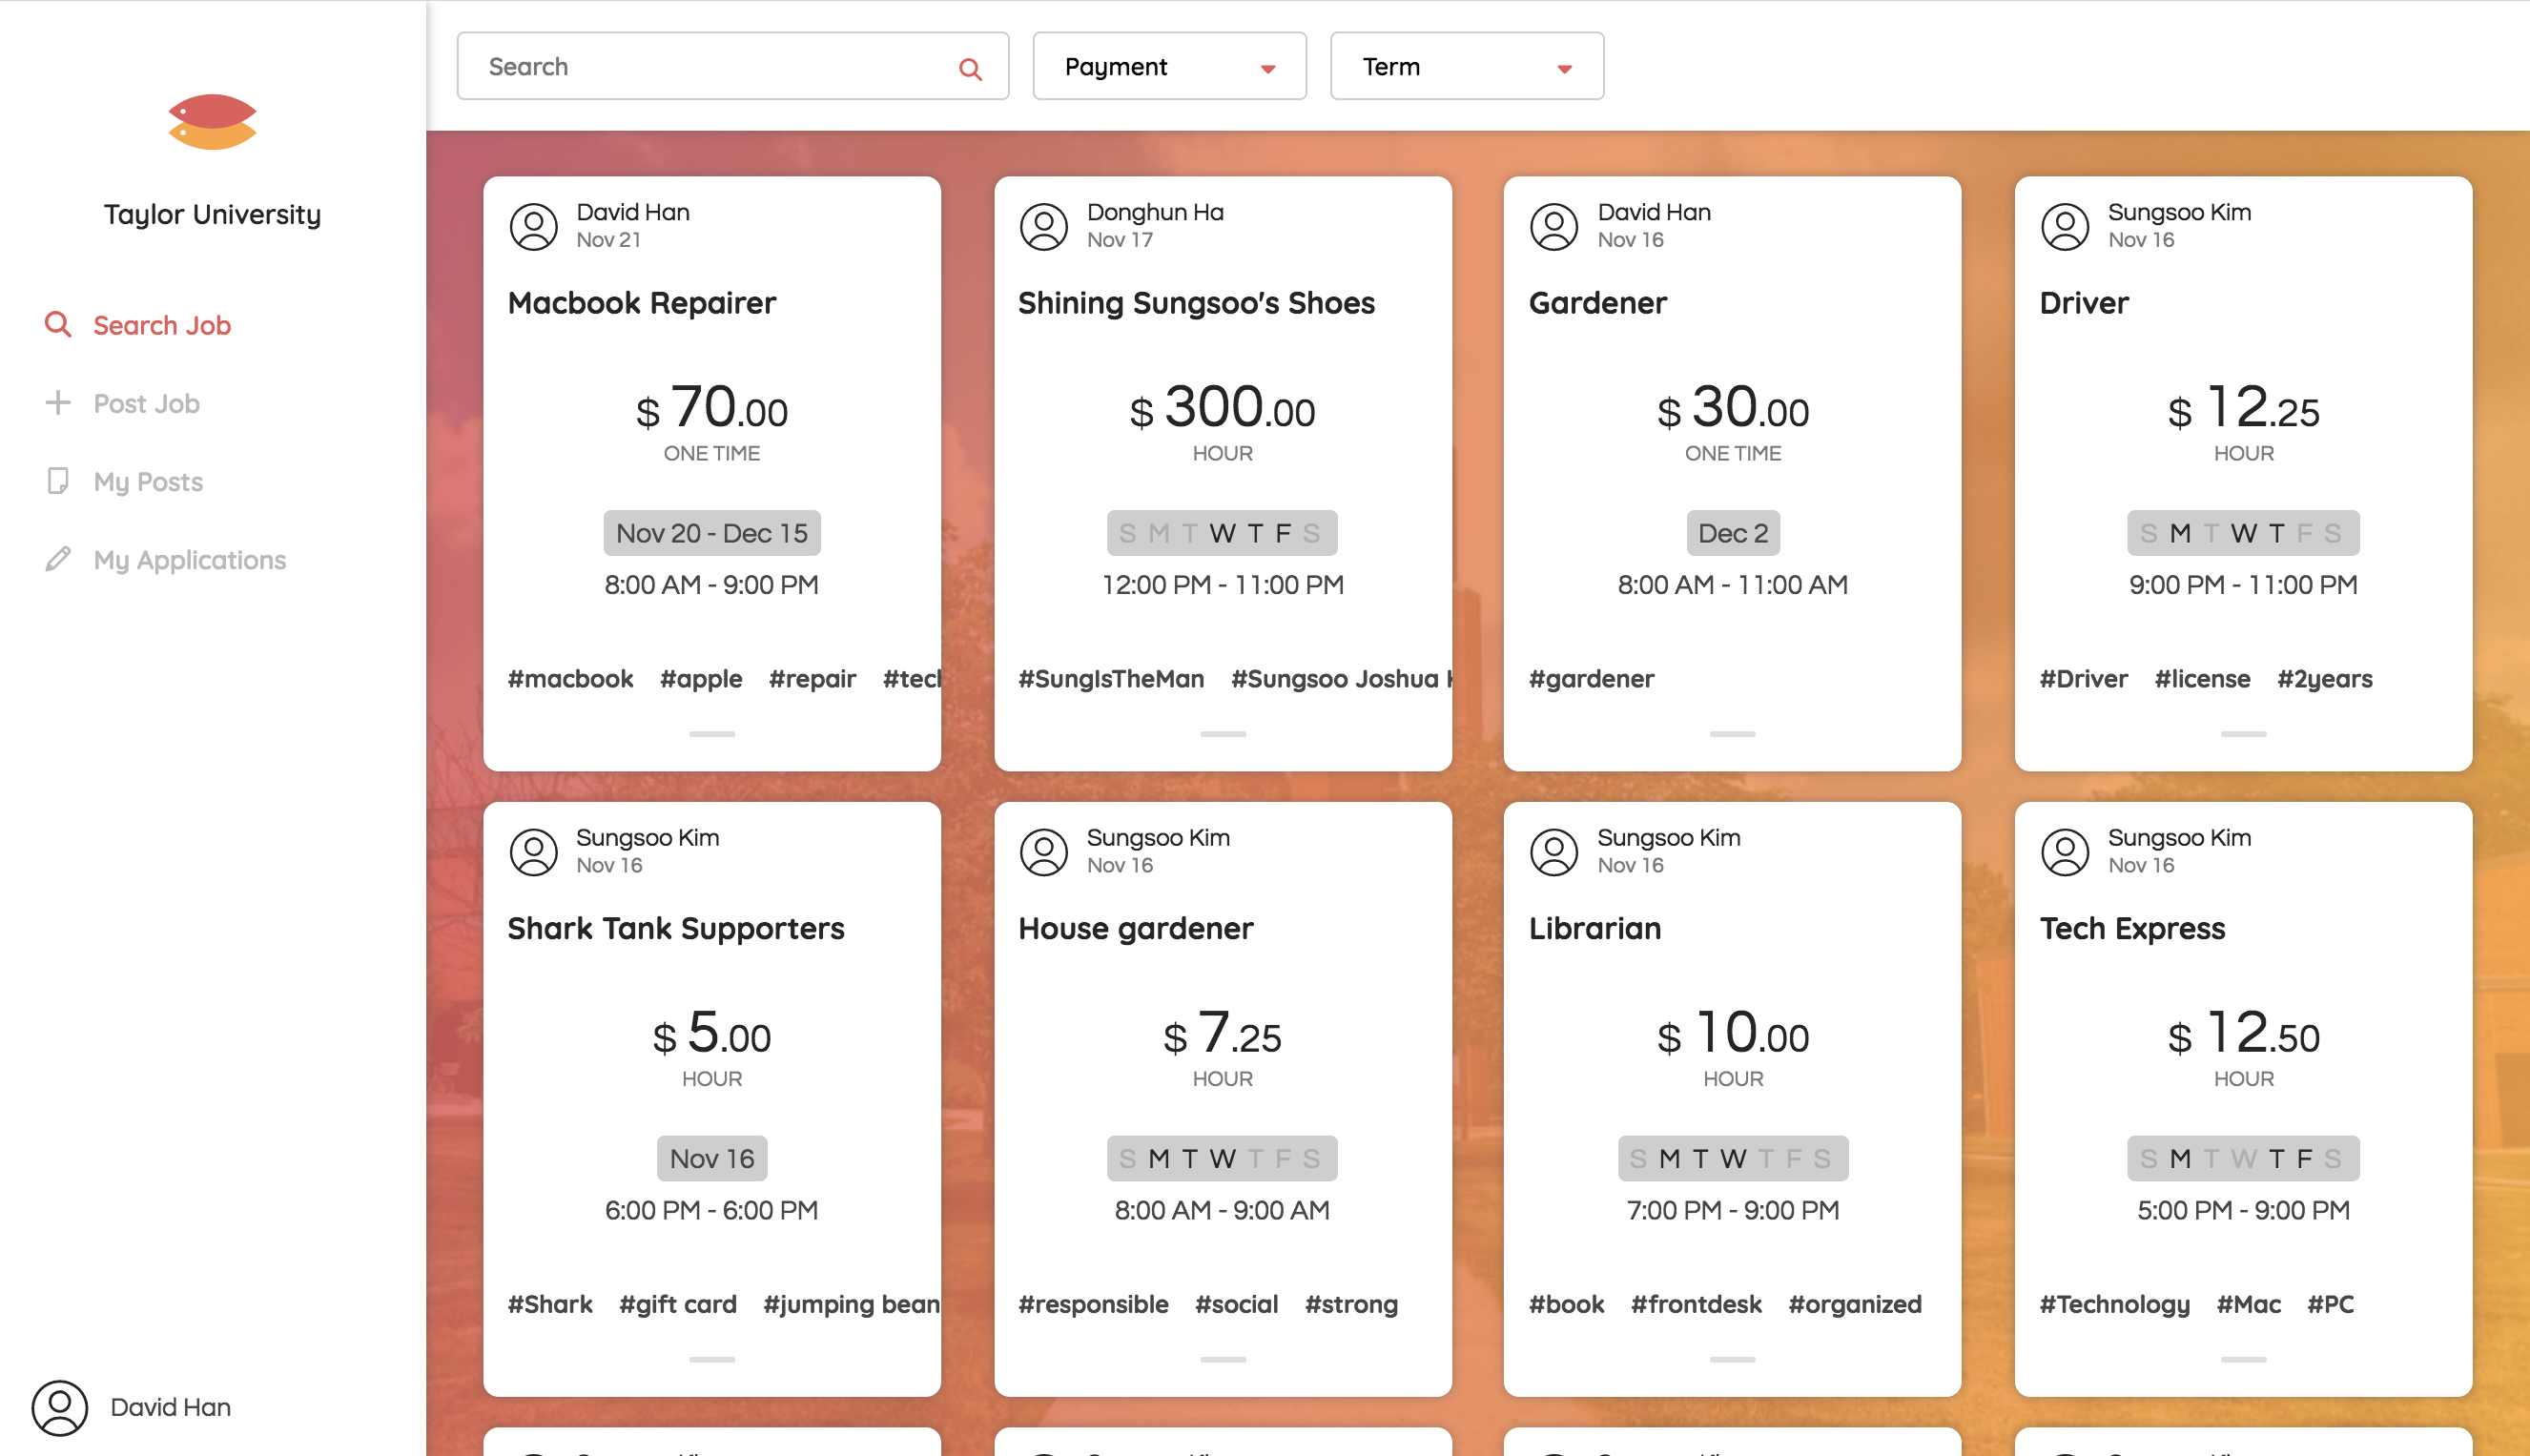 Search
Payment
Term
Taylor University
Search Job
Post Job
My Posts
My Applications
David Han
David Han
Nov 21
Macbook Repairer
$ 70.00
ONE TIME
Nov 20 - Dec 15
8:00 AM - 9:00 PM
#macbook #apple #repair
Donghun Ha
Nov 17
Shining Sungsoo's Shoes
$ 300.00
HOUR
S M T W T F S
12:00 PM - 11:00 PM
#SungIsTheMan #Sungsoo Joshua
David Han
Nov 16
Gardener
$ 30.00
ONE TIME
Dec 2
8:00 AM - 11:00 AM
#gardener
Sungsoo Kim
Nov 16
Driver
$ 12.25
HOUR
S M T W T F S
9:00 PM - 11:00 PM
#Driver #license #2years
Sungsoo Kim
Nov 16
Shark Tank Supporters
$ 5.00
HOUR
Nov 16
6:00 PM - 6:00 PM
#Shark #gift card #jumping bean
Sungsoo Kim
Nov 16
House gardener
$ 7.25
HOUR
S M T W T F S
8:00 AM - 9:00 AM
#responsible #social #strong
Sungsoo Kim
Nov 16
Librarian
$ 10.00
HOUR
S M T W T F S
7:00 PM - 9:00 PM
#book #frontdesk #organized
Sungsoo Kim
Nov 16
Tech Express
$ 12.50
HOUR
S M T W T F S
5:00 PM - 9:00 PM
#Technology #Mac #PC